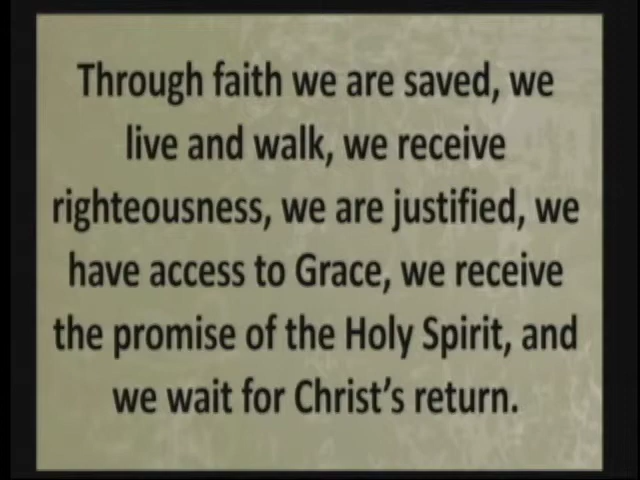 Through faith we are saved, we
live and walk, we receive
righteousness, we are justified, we
have access to Grace, we receive
the promise of the Holy Spirit, and
we wait for Christ's return.